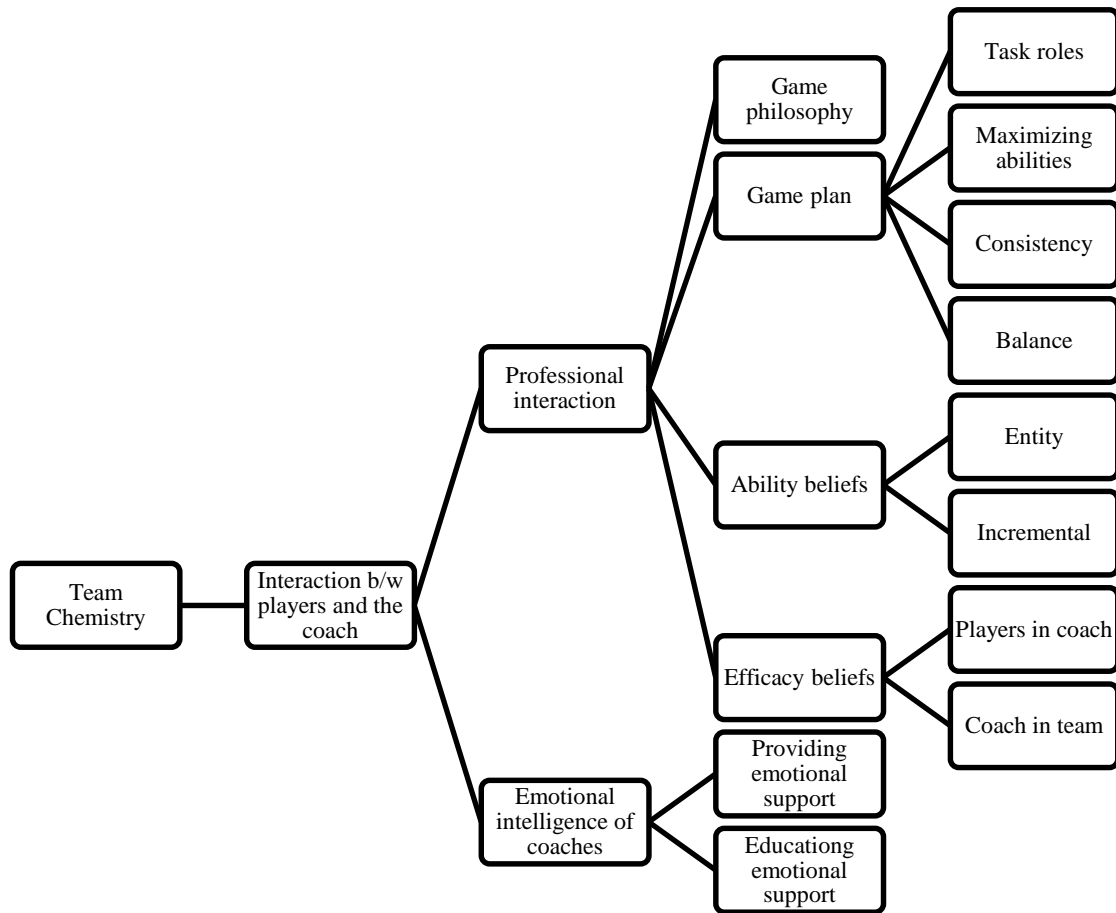 Task roles
Game
philosophy
Maximizing
abilities
Game plan
Consistency
Balance
Professional
interaction
Entity
Ability beliefs
Incremental
Team
Chemistry
Interaction b/w
players and the
coach
Players in coach
Efficacy beliefs
Coach in team
Providing
emotional
support
Emotional
intelligence of
coaches
Educationg
emotional
support